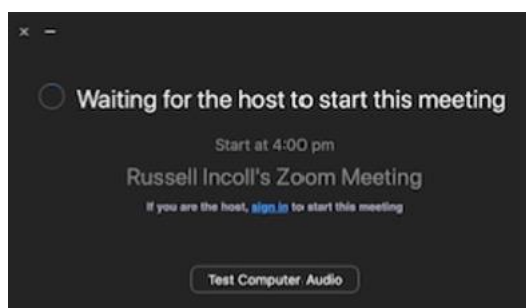 Waiting for the host to start this meeting
Start at 4:00 pm
Russell Incoll's Zoom Meeting
If you are the host, sign in to start this meeting
Test Computer Audio